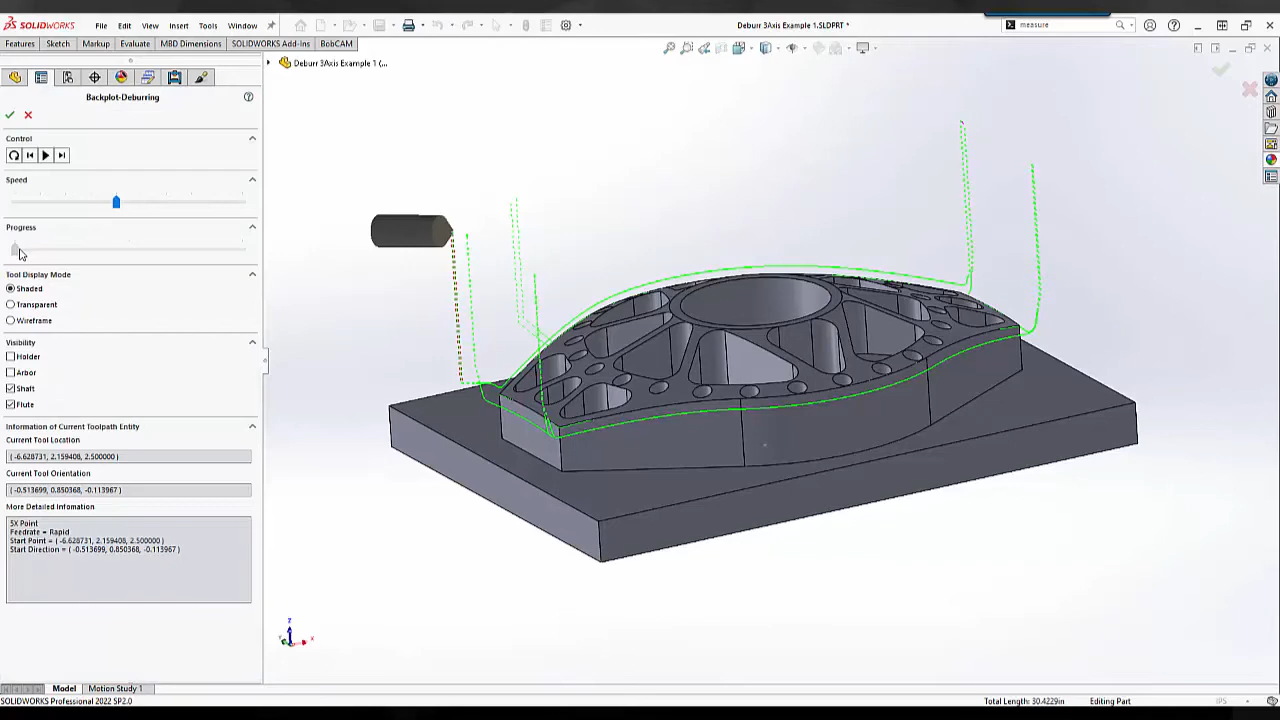 SOLIDWORKS File Edit View Insert Tools Window Deburr 3Axis Example 1.SLDPRT * measure
Features Sketch Markup Evaluate MBD Dimensions SOLIDWORKS Add-Ins BobCAM
Deburr 3Axis Example 1 (...
Backplot-Deburring
Control
Speed
Progress
Tool Display Mode
Shaded
Transparent
Wireframe
Visibility
Holder
Arbor
Shaft
Flute
Information of Current Toolpath Entity
Current Tool Location
( -6.628731, 2.159408, 2.500000 )
Current Tool Orientation
( -0.513699, 0.850368, -0.113967 )
More Detailed Infomation
5X Point
Feedrate = Rapid
Start Point = ( -6.628731, 2.159408, 2.500000 )
Start Direction = ( -0.513699, 0.850368, -0.113967 )
Z
X
Model Motion Study 1
SOLIDWORKS Professional 2022 SP2.0 Total Length: 30.4229in Editing Part IPS